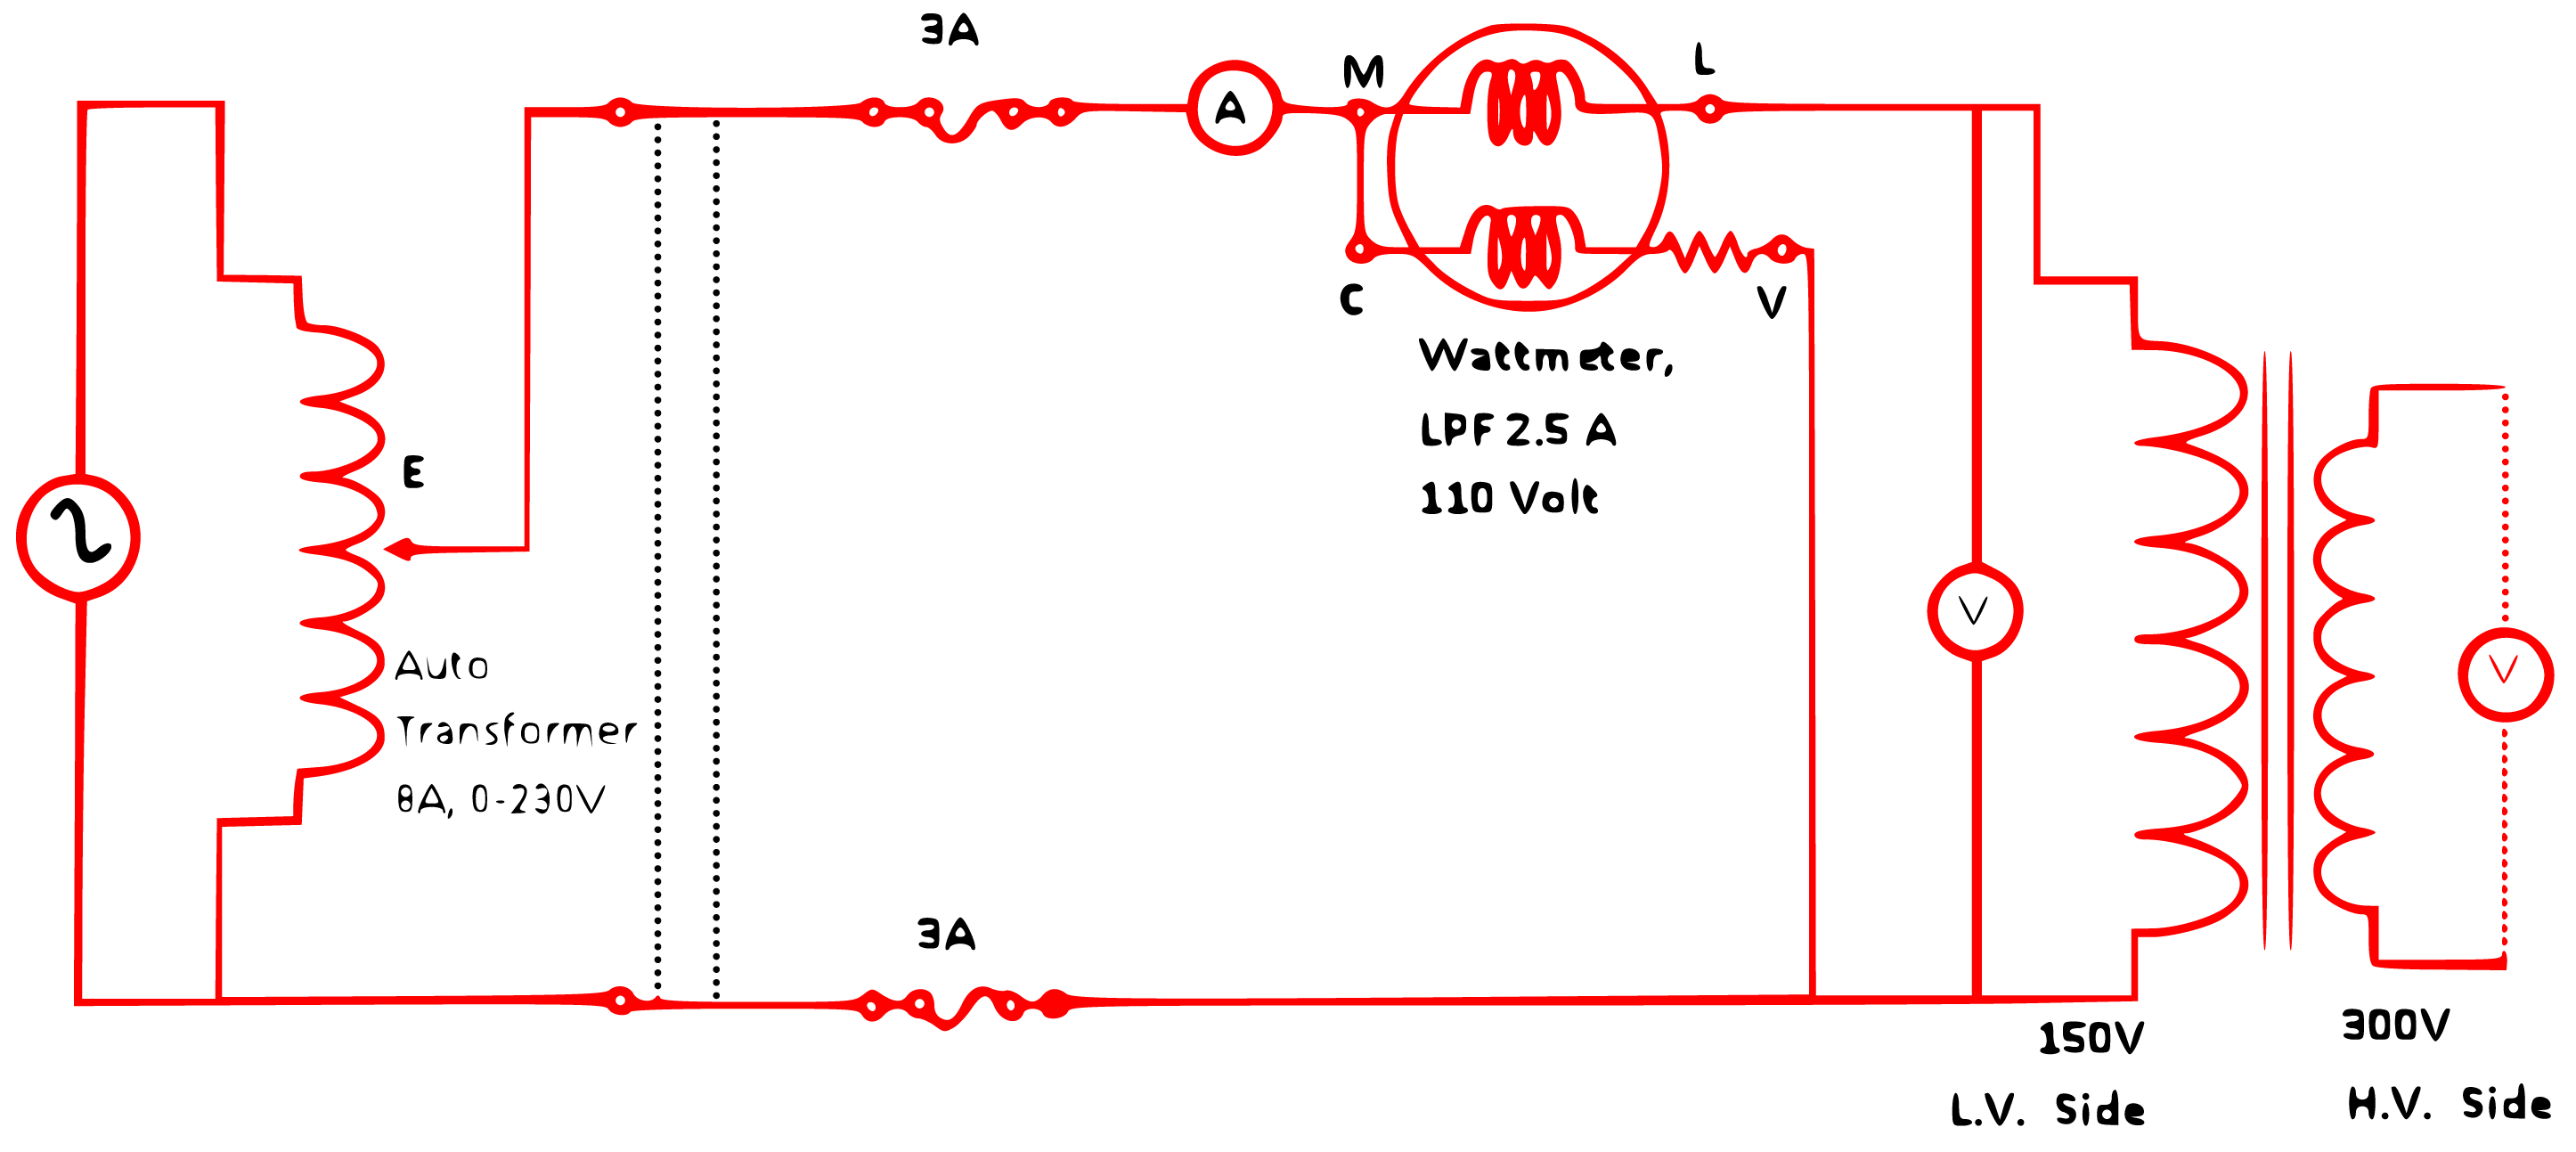 3A
A
M
L
C
V
Wattmeter,
LPF 2.5 A
110 Volt
E
Auto
Transformer
8A, 0-230V
V
V
3A
150V
L.V. Side
300V
H.V. Side